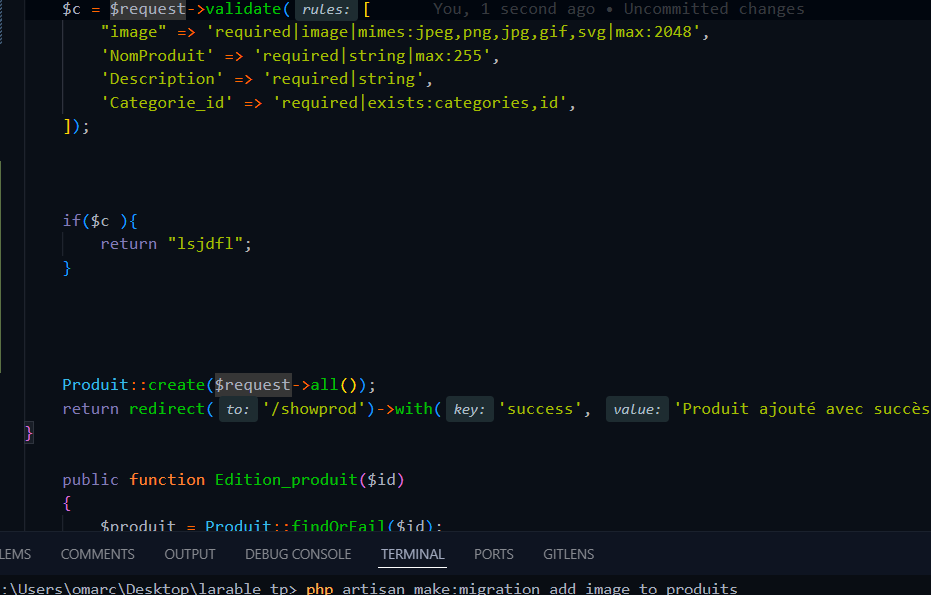 $c = $request->validate( rules: [ You, 1 second ago • Uncommitted changes
"image" => 'required|image|mimes:jpeg,png,jpg,gif,svg|max:2048',
'NomProduit' => 'required|string|max:255',
'Description' => 'required|string',
'Categorie_id' => 'required|exists:categories,id',
]);
if($c ){
return "lsjdfl";
}
Produit::create($request->all());
return redirect( to: '/showprod')->with( key: 'success', value: 'Produit ajouté avec succès
}
public function Edition_produit($id)
{
$produit = Produit::findOrFail($id);
LEMS COMMENTS OUTPUT DEBUG CONSOLE TERMINAL PORTS GITLENS
:\Users\omarc\Desktop\larable tp> php artisan make:migration add_image_to_produits